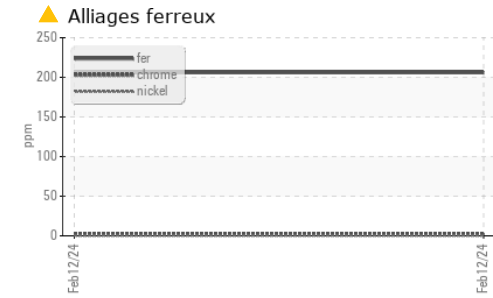 Alliages ferreux
250
fer
200
chrome
nickel
150
ppm
100
50
0
Feb12/24
Feb12/24